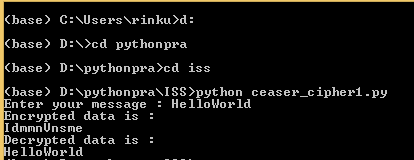 (base) C:\Users\rinku>d:
(base) D:\>cd pythonpra
(base) D:\pythonpra>cd iss
(base) D:\pythonpra\ISS>python ceaser_cipher1.py
Enter your message : HelloWorld
Encrypted data is :
IdmmnVnsme
Decrypted data is :
HelloWorld